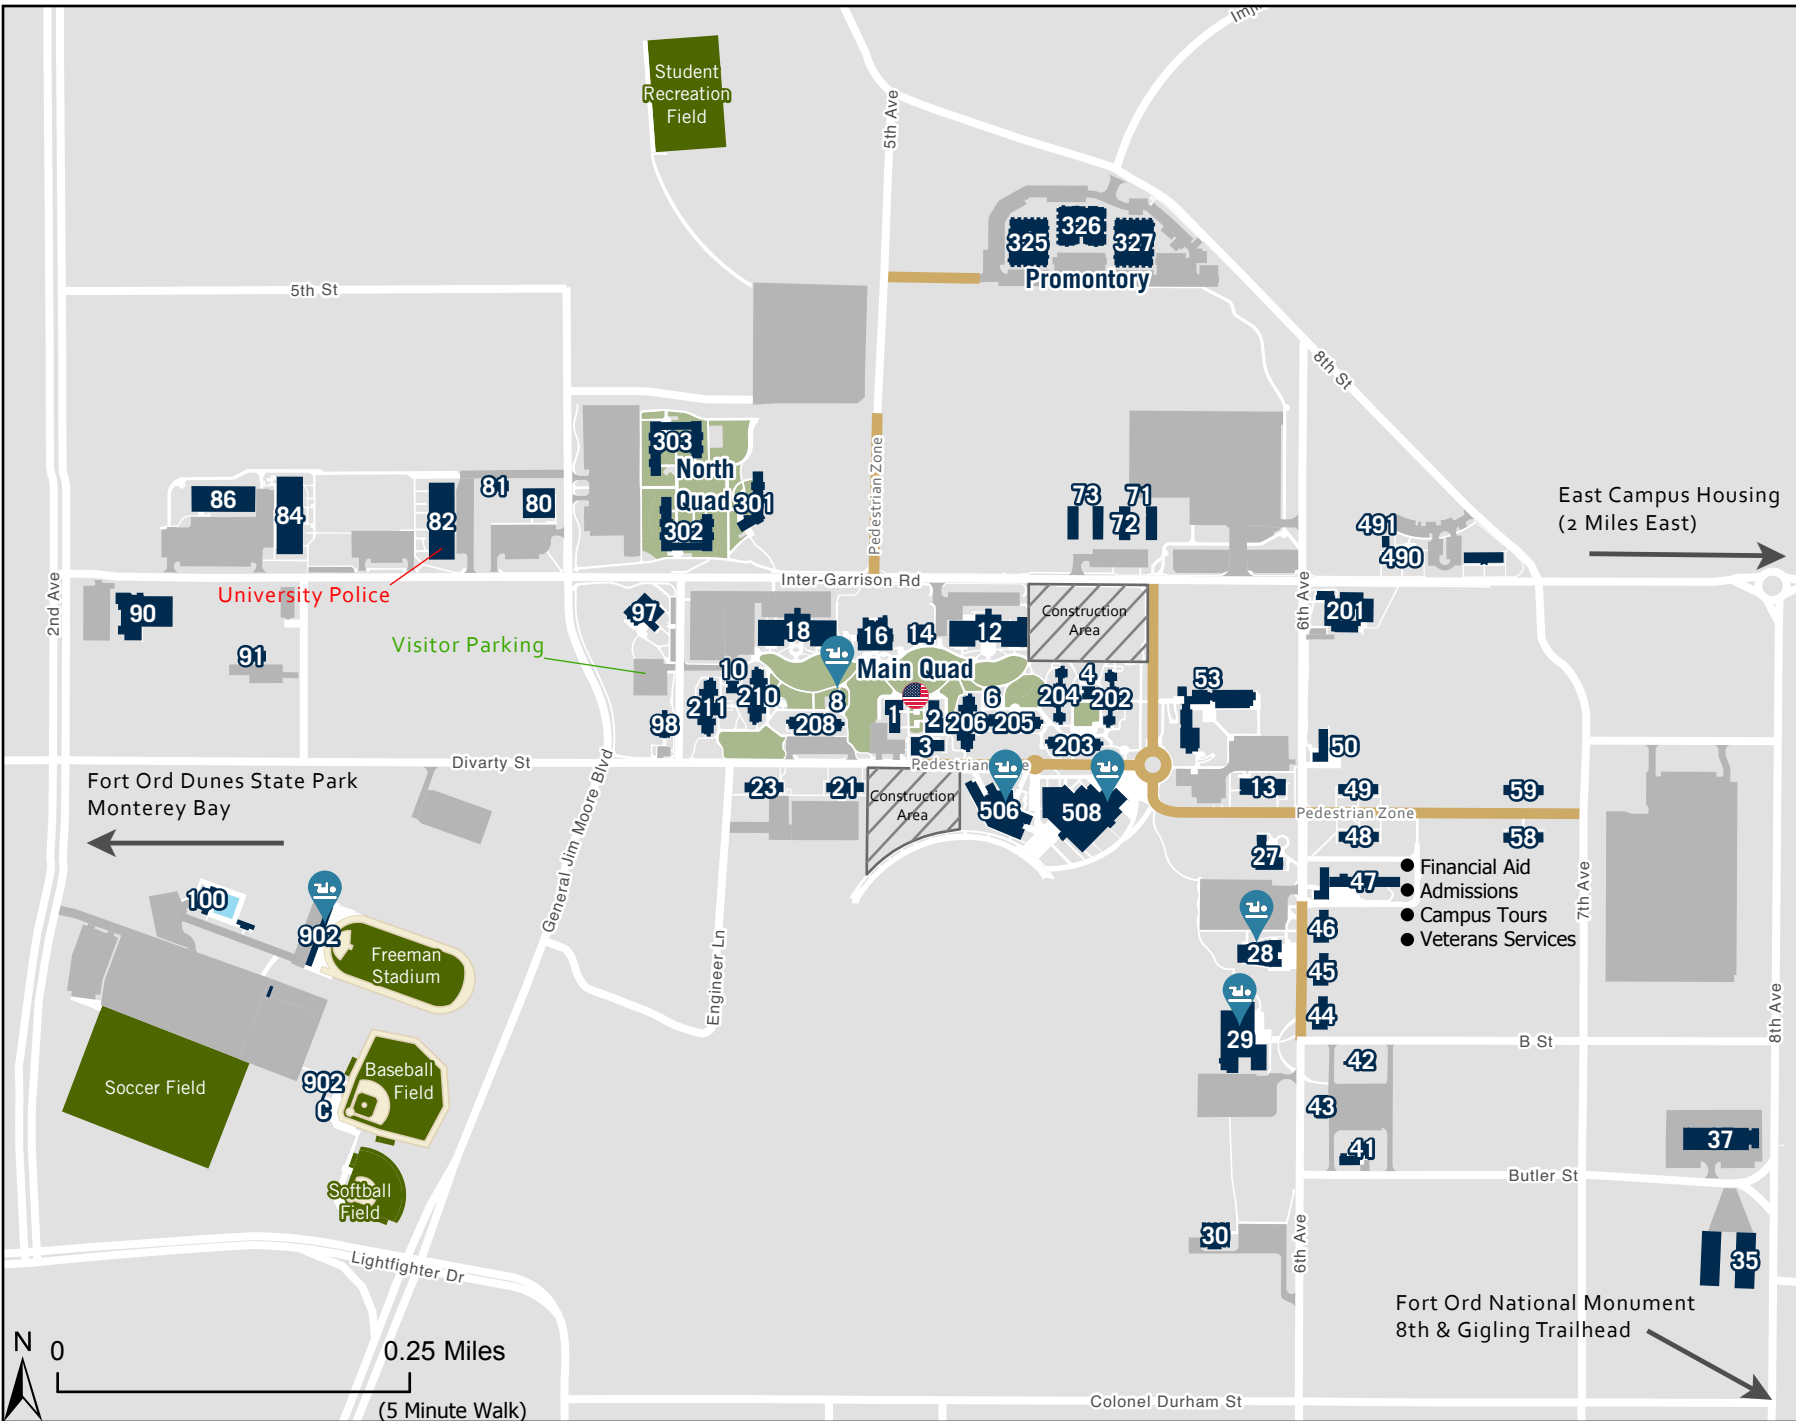 Student
Recreation
Field
5th Ave
325
326
327
Promontory
5th St
8th St
303
North
Quad
301
302
Pedestrian Zone
73
71
72
86
84
82
81
80
491
490
East Campus Housing
(2 Miles East)
University Police
Inter-Garrison Rd
2nd Ave
90
91
97
Visitor Parking
18
16
14
12
Construction
Area
6th Ave
201
Main Quad
10
210
211
98
208
8
1
2
3
6
206
205
204
4
202
203
53
50
Divarty St
Pedestrian
General Jim Moore Blvd
Fort Ord Dunes State Park
Monterey Bay
23
21
Construction
Area
506
508
13
49
59
Pedestrian Zone
48
58
27
47
Financial Aid
Admissions
Campus Tours
Veterans Services
7th Ave
100
902
Freeman
Stadium
Engineer Ln
28
46
45
44
29
B St
8th Ave
Soccer Field
902
C
Baseball
Field
42
43
41
37
Butler St
Softball
Field
30
6th Ave
35
Lightfighter Dr
Fort Ord National Monument
8th & Gigling Trailhead
N
0
0.25 Miles
(5 Minute Walk)
Colonel Durham St